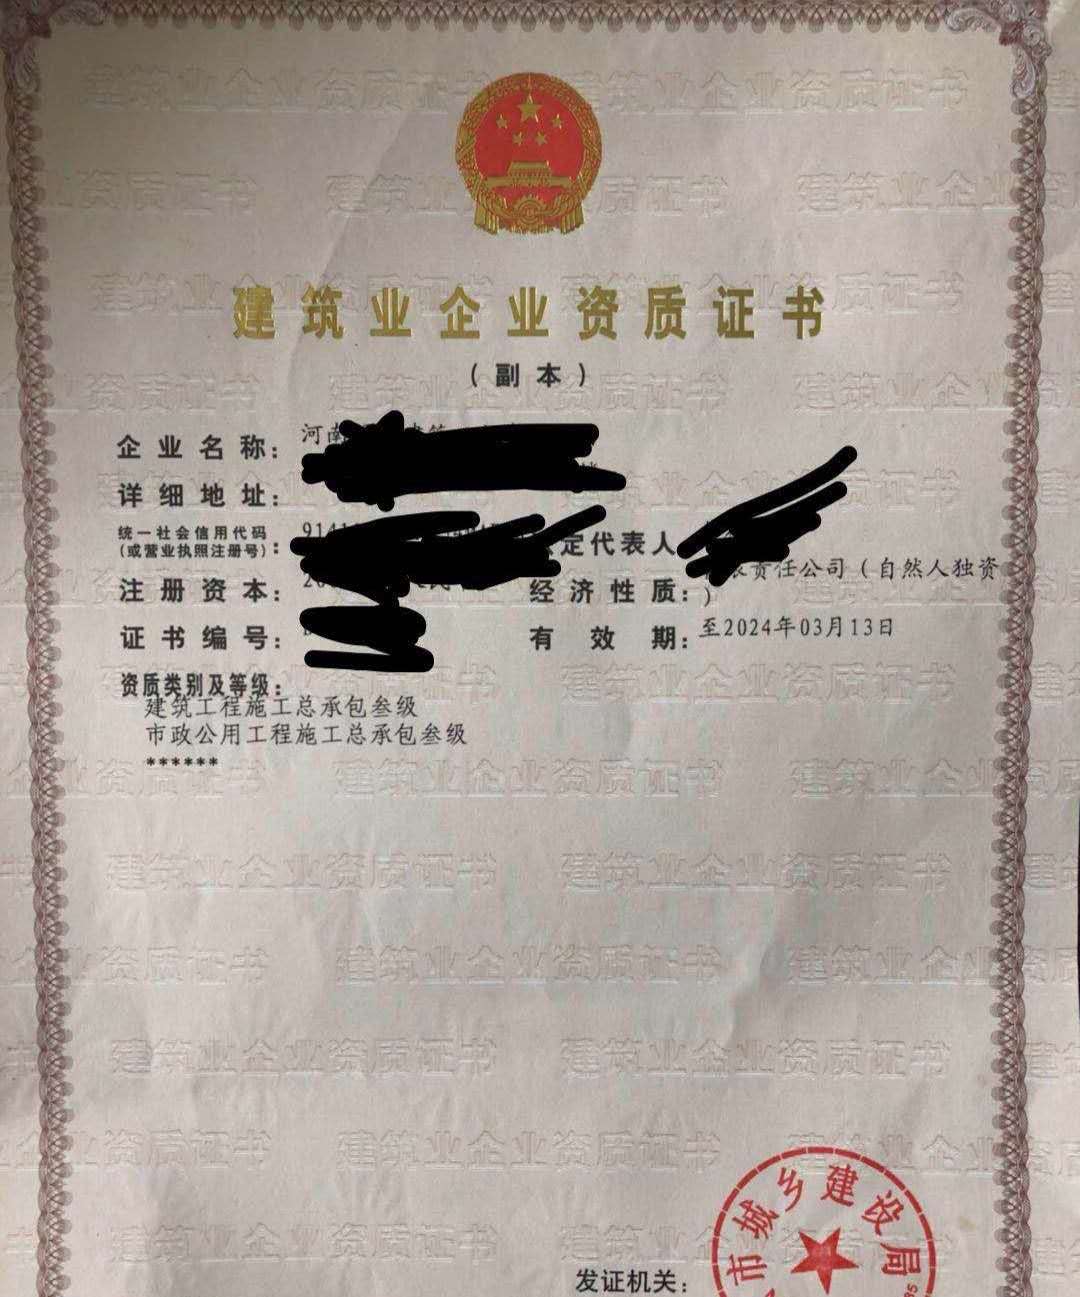 建筑业企业资质证书
（副本）
企业名称：河南
详细地址：
统一社会信用代码
（或营业执照注册号）：
定代表人
注册资本：
经济性质：责任公司（自然人独资
）
证书编号：
有效期：至2024年03月13日
资质类别及等级：
建筑工程施工总承包叁级
市政公用工程施工总承包叁级
******
市城乡建设局
发证机关：